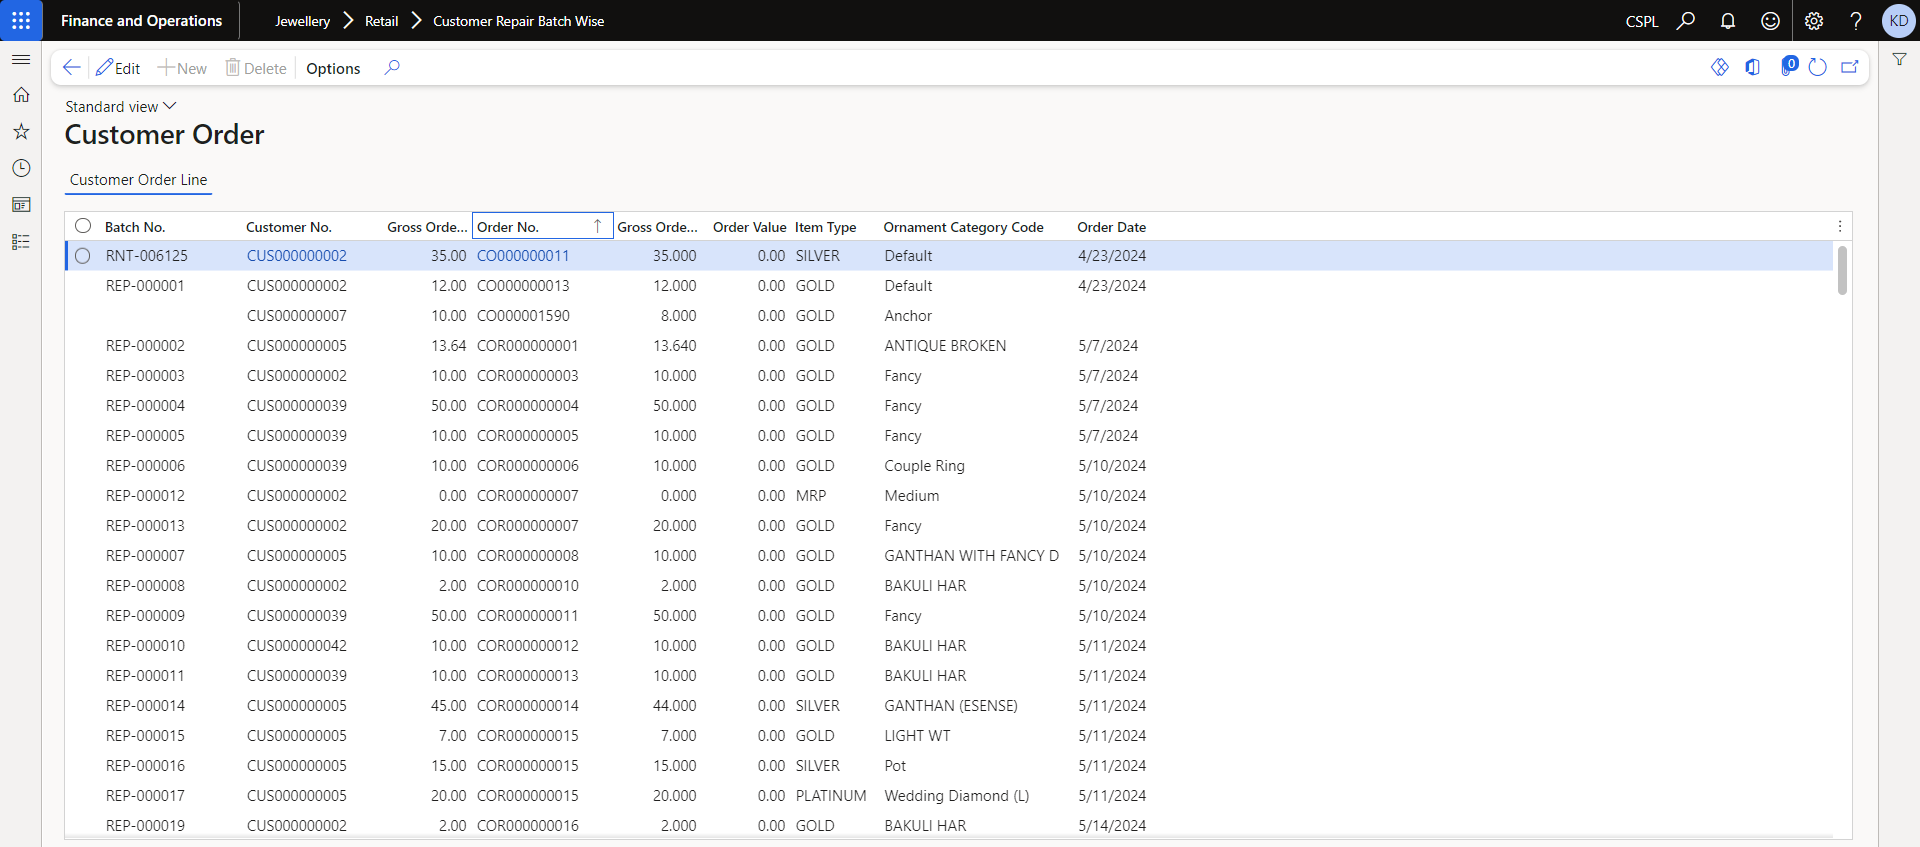 Finance and Operations Jewellery Retail Customer Repair Batch Wise CSPL ? KD
Edit New Delete Options 0
Standard view
Customer Order
Customer Order Line
Batch No. Customer No. Gross Orde... Order No. Gross Orde... Order Value Item Type Ornament Category Code Order Date
RNT-006125 CUS000000002 35.00 CO000000011 35.000 0.00 SILVER Default 4/23/2024
REP-000001 CUS000000002 12.00 CO000000013 12.000 0.00 GOLD Default 4/23/2024
CUS000000007 10.00 CO000001590 8.000 0.00 GOLD Anchor
REP-000002 CUS000000005 13.64 COR000000001 13.640 0.00 GOLD ANTIQUE BROKEN 5/7/2024
REP-000003 CUS000000002 10.00 COR000000003 10.000 0.00 GOLD Fancy 5/7/2024
REP-000004 CUS000000039 50.00 COR000000004 50.000 0.00 GOLD Fancy 5/7/2024
REP-000005 CUS000000039 10.00 COR000000005 10.000 0.00 GOLD Fancy 5/7/2024
REP-000006 CUS000000039 10.00 COR000000006 10.000 0.00 GOLD Couple Ring 5/10/2024
REP-000012 CUS000000002 0.00 COR000000007 0.000 0.00 MRP Medium 5/10/2024
REP-000013 CUS000000002 20.00 COR000000007 20.000 0.00 GOLD Fancy 5/10/2024
REP-000007 CUS000000005 10.00 COR000000008 10.000 0.00 GOLD GANTHAN WITH FANCY D 5/10/2024
REP-000008 CUS000000002 2.00 COR000000010 2.000 0.00 GOLD BAKULI HAR 5/10/2024
REP-000009 CUS000000039 50.00 COR000000011 50.000 0.00 GOLD Fancy 5/10/2024
REP-000010 CUS000000042 10.00 COR000000012 10.000 0.00 GOLD BAKULI HAR 5/11/2024
REP-000011 CUS000000039 10.00 COR000000013 10.000 0.00 GOLD BAKULI HAR 5/11/2024
REP-000014 CUS000000005 45.00 COR000000014 44.000 0.00 SILVER GANTHAN (ESENSE) 5/11/2024
REP-000015 CUS000000005 7.00 COR000000015 7.000 0.00 GOLD LIGHT WT 5/11/2024
REP-000016 CUS000000005 15.00 COR000000015 15.000 0.00 SILVER Pot 5/11/2024
REP-000017 CUS000000005 20.00 COR000000015 20.000 0.00 PLATINUM Wedding Diamond (L) 5/11/2024
REP-000019 CUS000000002 2.00 COR000000016 2.000 0.00 GOLD BAKULI HAR 5/14/2024